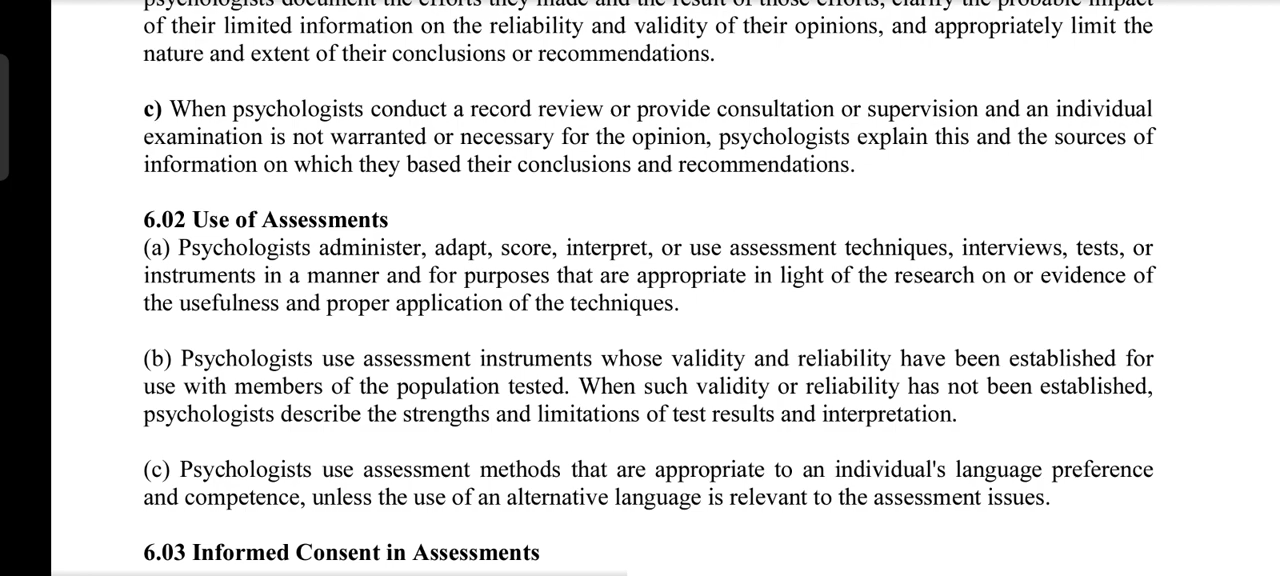 of their limited information on the reliability and validity of their opinions, and appropriately limit the
nature and extent of their conclusions or recommendations.
c) When psychologists conduct a record review or provide consultation or supervision and an individual
examination is not warranted or necessary for the opinion, psychologists explain this and the sources of
information on which they based their conclusions and recommendations.
6.02 Use of Assessments
(a) Psychologists administer, adapt, score, interpret, or use assessment techniques, interviews, tests, or
instruments in a manner and for purposes that are appropriate in light of the research on or evidence of
the usefulness and proper application of the techniques.
(b) Psychologists use assessment instruments whose validity and reliability have been established for
use with members of the population tested. When such validity or reliability has not been established,
psychologists describe the strengths and limitations of test results and interpretation.
(c) Psychologists use assessment methods that are appropriate to an individual's language preference
and competence, unless the use of an alternative language is relevant to the assessment issues.
6.03 Informed Consent in Assessments